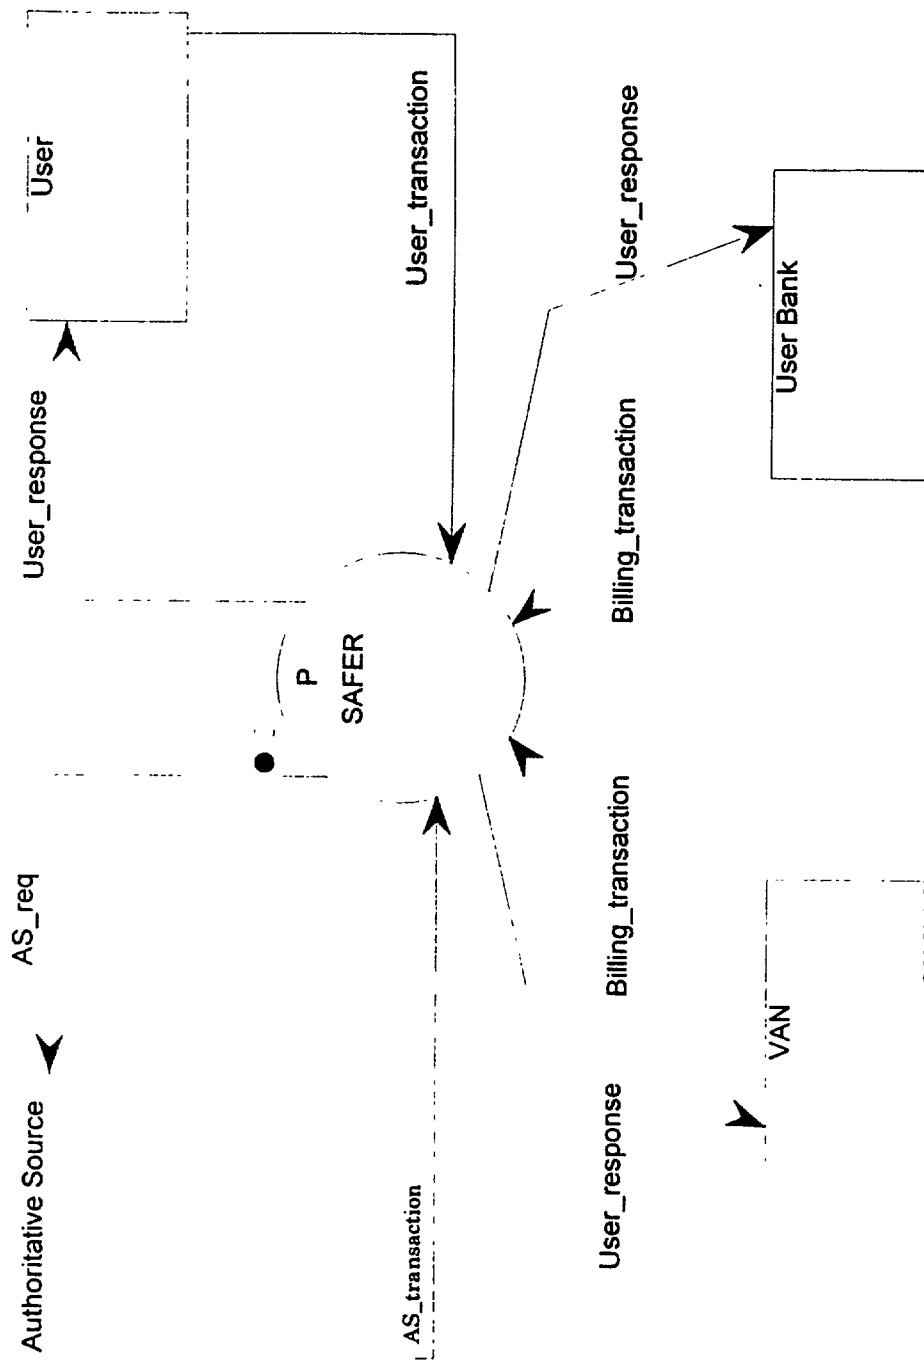 Authoritative Source
AS_req
User_response
User
P
SAFER
AS_transaction
User_transaction
User_response
Billing_transaction
Billing_transaction
User_response
VAN
User Bank